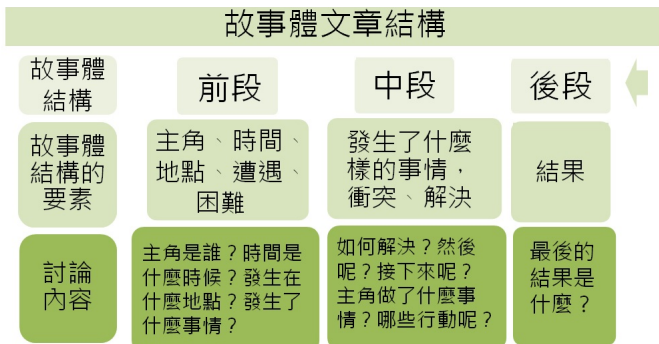 故事體文章結構
故事體
結構
前段
中段
後段
故事體
結構的
要素
主角、時間、
地點、遭遇、
困難
發生了什麼
樣的事情，
衝突、解決
結果
討論
內容
主角是誰？時間是
什麼時候？發生在
什麼地點？發生了
什麼事情？
如何解決？然後
呢？接下來呢？
主角做了什麼事
情？哪些行動呢？
最後的
結果是
什麼？